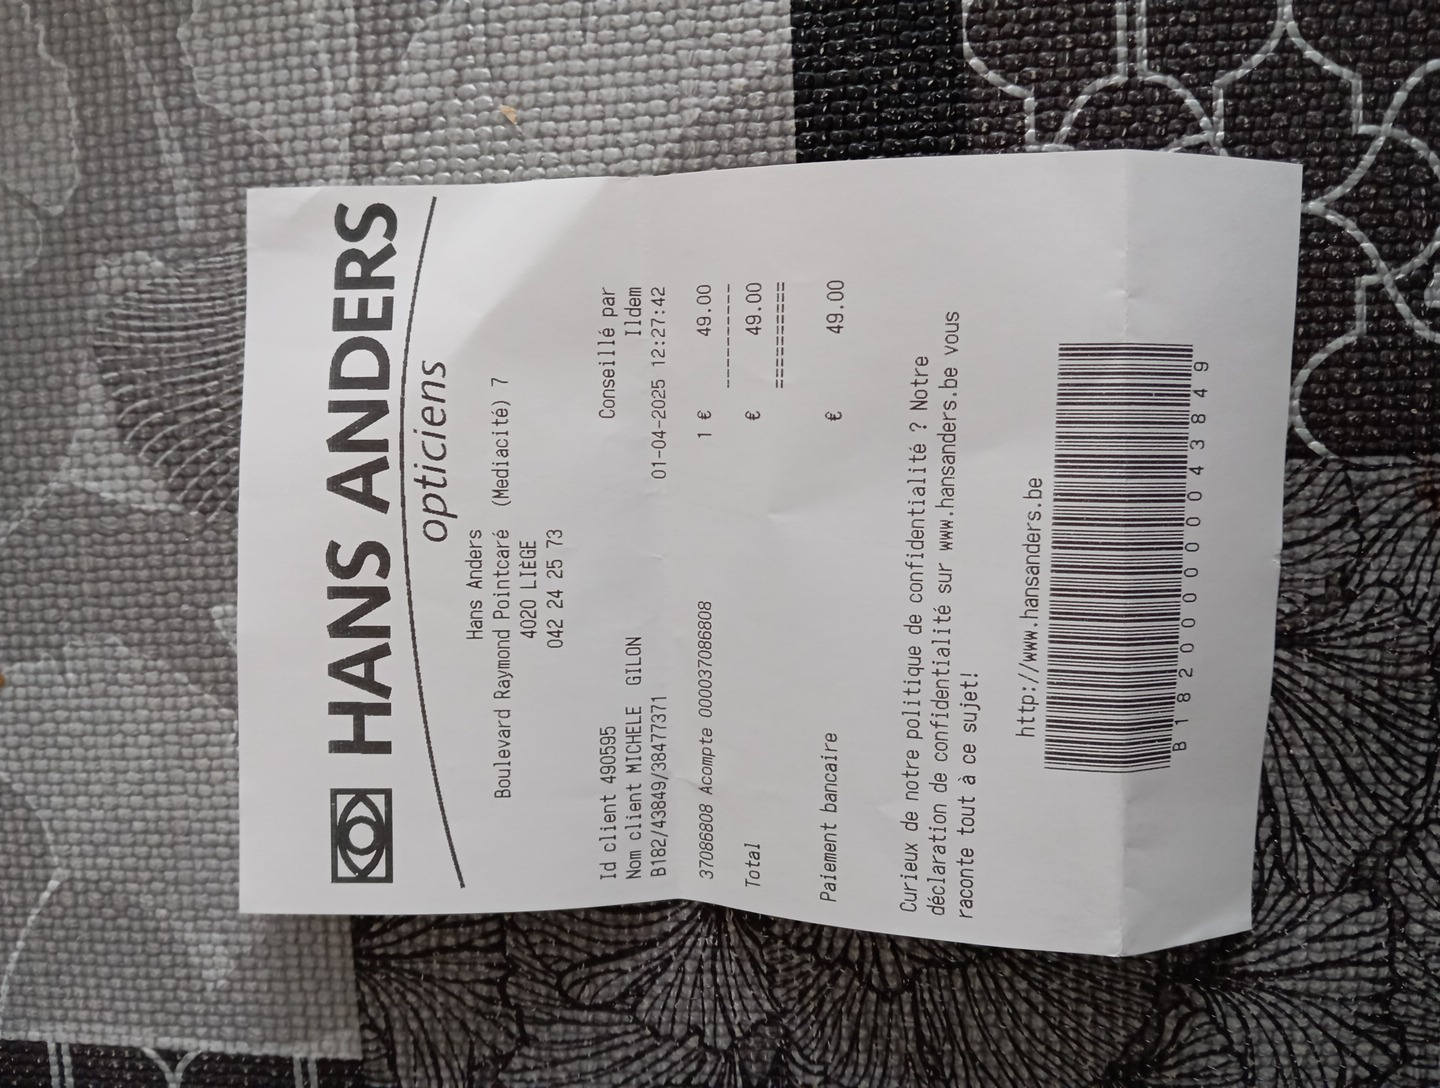 HANS ANDERS
opticiens
Hans Anders
Boulevard Raymond Pointcaré (Mediacité) 7
4020 LIÈGE
042 24 25 73
Id client 490595 Conseillé par
Nom client MICHELE GILON Ildem
B182/43849/38477371 01-04-2025 12:27:42
37086808 Acompte 000037086808 1 € 49.00
----------
Total € 49.00
==========
Paiement bancaire € 49.00
Curieux de notre politique de confidentialité ? Notre
déclaration de confidentialité sur www.hansanders.be vous
raconte tout à ce sujet!
http://www.hansanders.be
B182000000043849